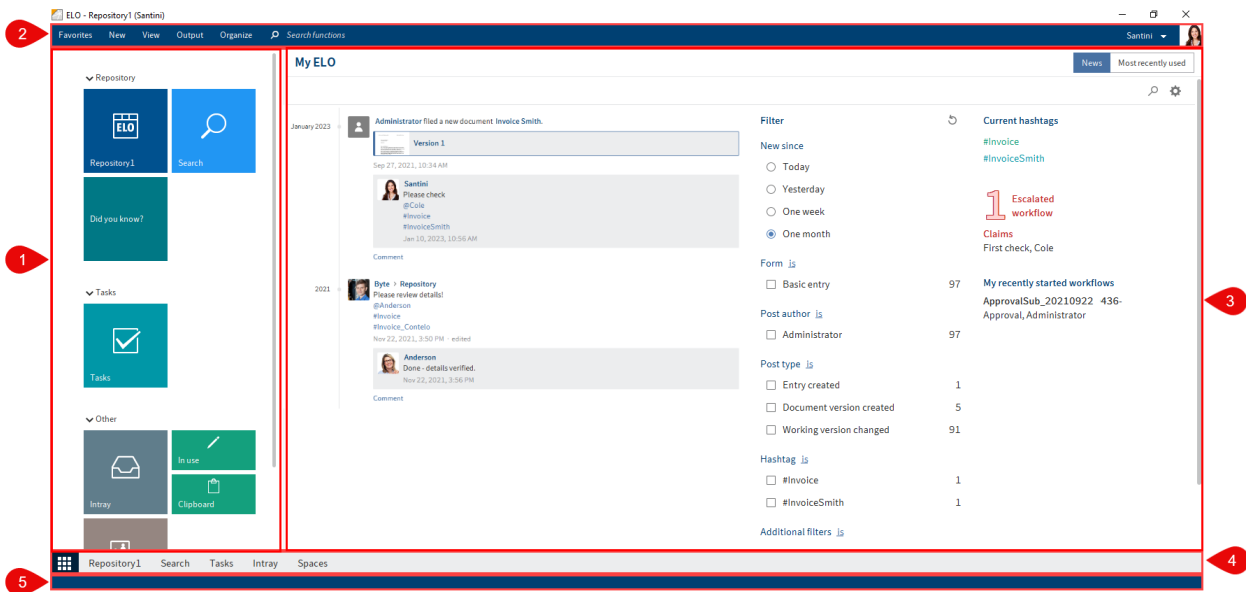 ELO - Repository1 (Santini)
2
Favorites New View Output Organize Search functions Santini
1
Repository
ELO
Repository1
Search
Did you know?
Tasks
Tasks
Other
Intray
In use
Clipboard
My ELO
News Most recently used
January 2023
Administrator filed a new document Invoice Smith.
Version 1
Sep 27, 2021, 10:34 AM
Santini
Please check
@Cole
#Invoice
#InvoiceSmith
Jan 10, 2023, 10:56 AM
Comment
2021
Byte › Repository
Please review details!
@Anderson
#Invoice
#Invoice_Contelo
Nov 22, 2021, 3:50 PM · edited
Anderson
Done - details verified.
Nov 22, 2021, 3:56 PM
Comment
Filter
New since
Today
Yesterday
One week
One month
Form is
Basic entry 97
Post author is
Administrator 97
Post type is
Entry created 1
Document version created 5
Working version changed 91
Hashtag is
#Invoice 1
#InvoiceSmith 1
Additional filters is
Current hashtags
#Invoice
#InvoiceSmith
1 Escalated
workflow
Claims
First check, Cole
My recently started workflows
ApprovalSub_20210922 436-
Approval, Administrator
3
Repository1 Search Tasks Intray Spaces
4
5